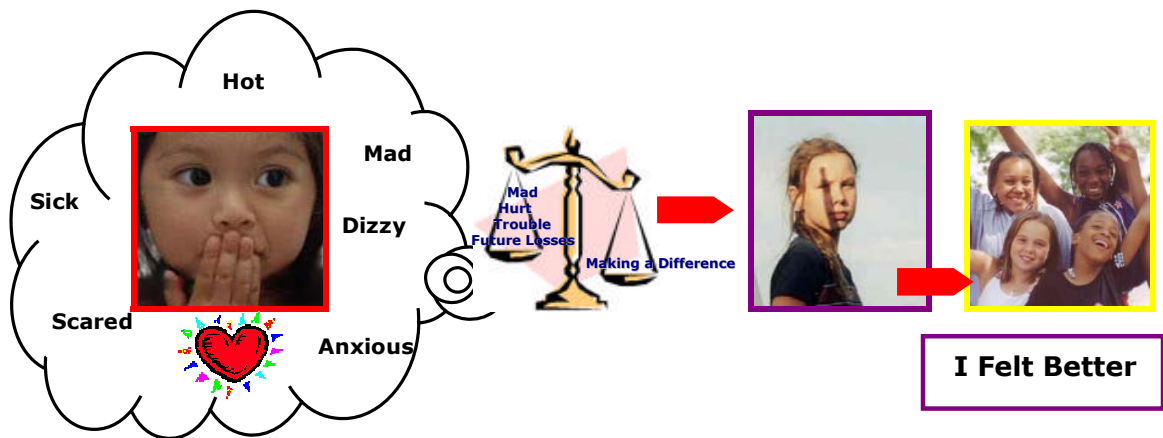 Hot
Mad
Sick
Dizzy
Scared
Anxious
Mad
Hurt
Trouble
Future Losses
Making a Difference
I Felt Better